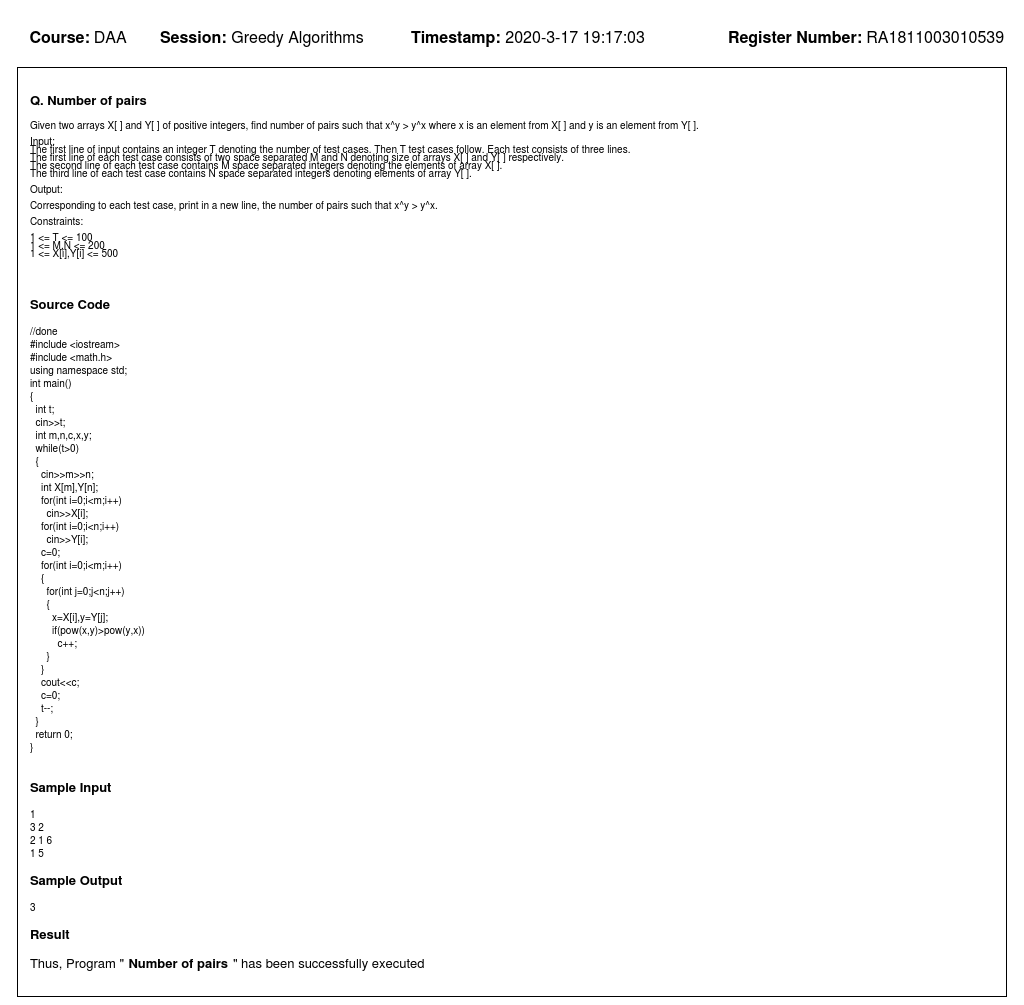 Course: DAA Session: Greedy Algorithms Timestamp: 2020-3-17 19:17:03 Register Number: RA1811003010539
Q. Number of pairs
Given two arrays X[ ] and Y[ ] of positive integers, find number of pairs such that x^y > y^x where x is an element from X[ ] and y is an element from Y[ ].
Input:
The first line of input contains an integer T denoting the number of test cases. Then T test cases follow. Each test consists of three lines.
The first line of each test case consists of two space separated M and N denoting size of arrays X[ ] and Y[ ] respectively.
The second line of each test case contains M space separated integers denoting the elements of array X[ ].
The third line of each test case contains N space separated integers denoting elements of array Y[ ].
Output:
Corresponding to each test case, print in a new line, the number of pairs such that x^y > y^x.
Constraints:
1 <= T <= 100
1 <= M,N <= 200
1 <= X[i],Y[i] <= 500
Source Code
//done
#include <iostream>
#include <math.h>
using namespace std;
int main()
{
int t;
cin>>t;
int m,n,c,x,y;
while(t>0)
{
cin>>m>>n;
int X[m],Y[n];
for(int i=0;i<m;i++)
cin>>X[i];
for(int i=0;i<n;i++)
cin>>Y[i];
c=0;
for(int i=0;i<m;i++)
{
for(int j=0;j<n;j++)
{
x=X[i],y=Y[j];
if(pow(x,y)>pow(y,x))
c++;
}
}
cout<<c;
c=0;
t--;
}
return 0;
}
Sample Input
1
3 2
2 1 6
1 5
Sample Output
3
Result
Thus, Program " Number of pairs " has been successfully executed